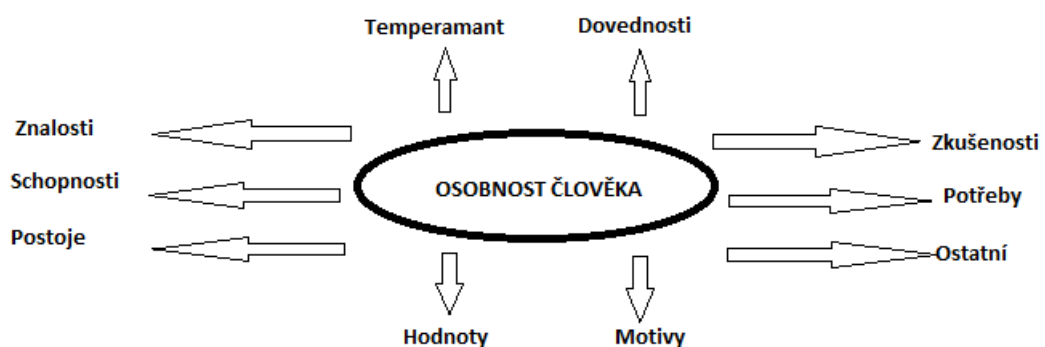 Temperamant
Dovednosti
Znalosti
Zkušenosti
Schopnosti
OSOBNOST ČLOVĚKA
Potřeby
Postoje
Ostatní
Hodnoty
Motivy